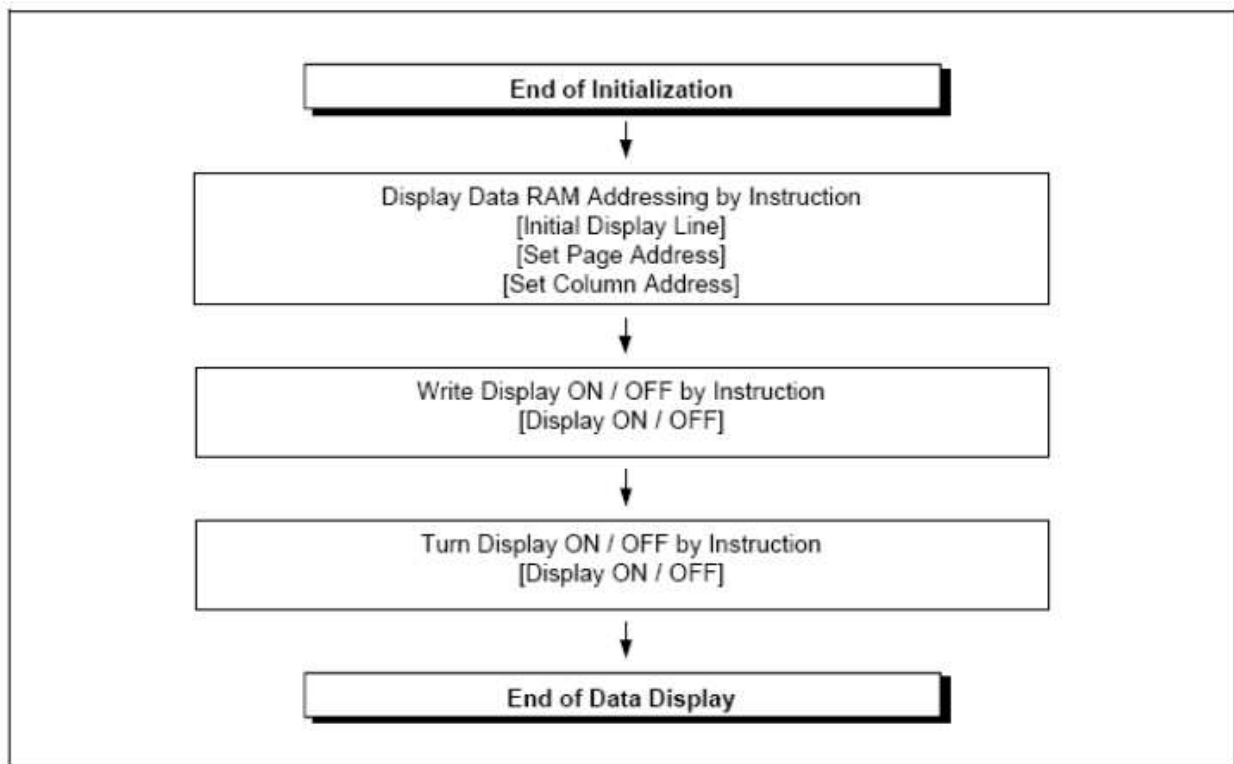 End of Initialization
Display Data RAM Addressing by Instruction
[Initial Display Line]
[Set Page Address]
[Set Column Address]
Write Display ON / OFF by Instruction
[Display ON / OFF]
Turn Display ON / OFF by Instruction
[Display ON / OFF]
End of Data Display